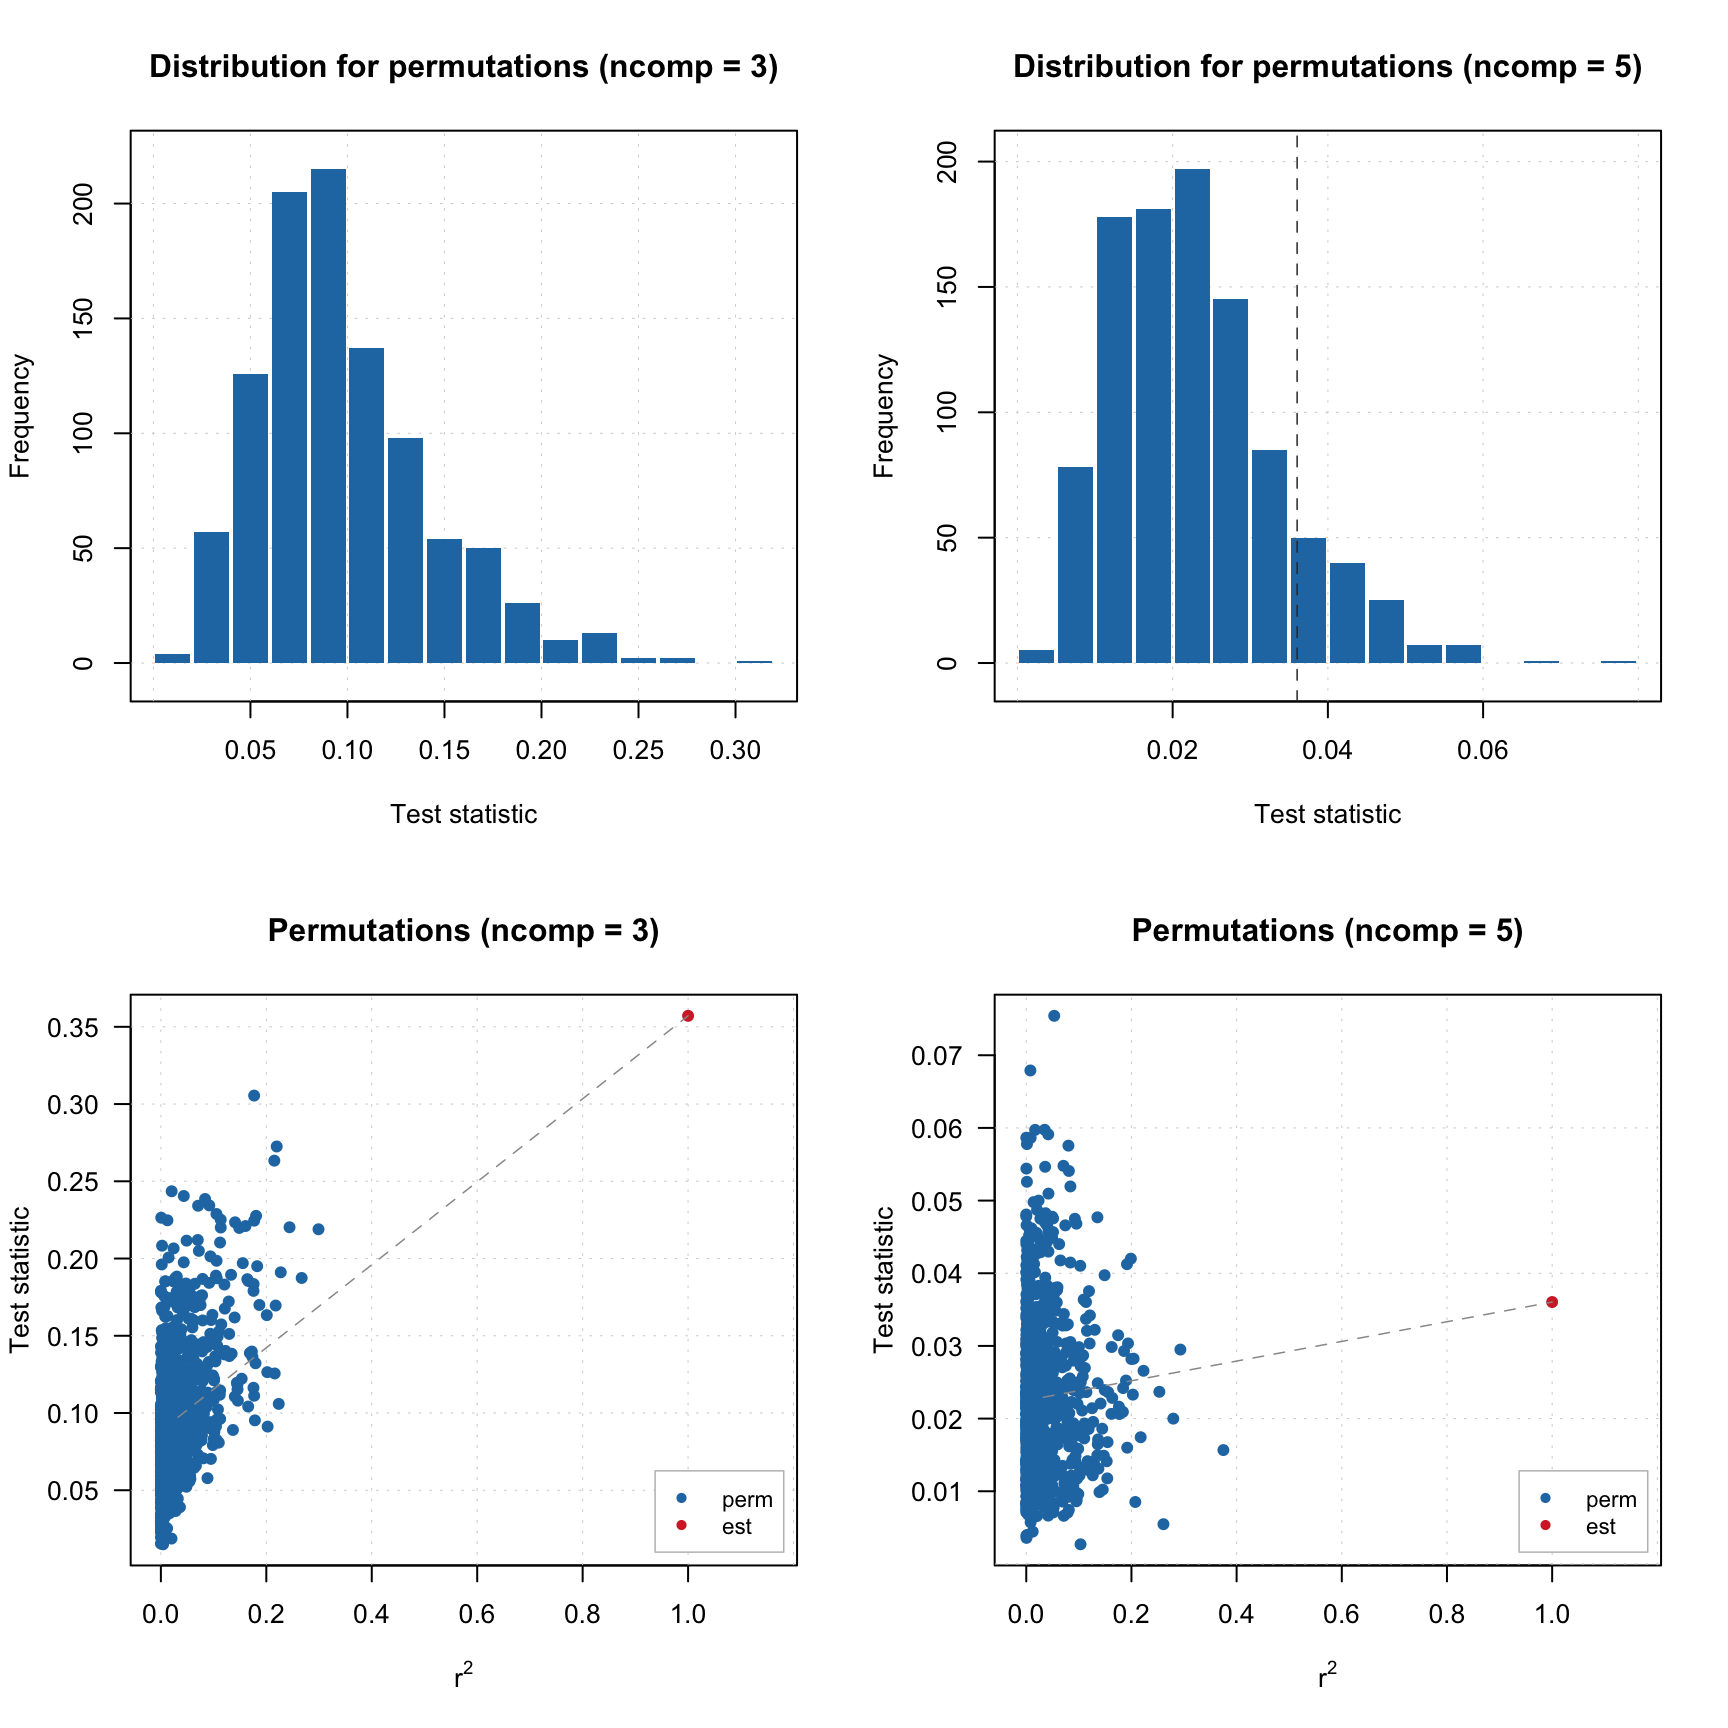 Distribution for permutations (ncomp = 3)
Frequency
200
150
100
50
0
0.05 0.10 0.15 0.20 0.25 0.30
Test statistic
Distribution for permutations (ncomp = 5)
Frequency
200
150
100
50
0
0.02 0.04 0.06
Test statistic
Permutations (ncomp = 3)
Test statistic
0.35
0.30
0.25
0.20
0.15
0.10
0.05
perm
est
0.0 0.2 0.4 0.6 0.8 1.0
r²
Permutations (ncomp = 5)
Test statistic
0.07
0.06
0.05
0.04
0.03
0.02
0.01
perm
est
0.0 0.2 0.4 0.6 0.8 1.0
r²